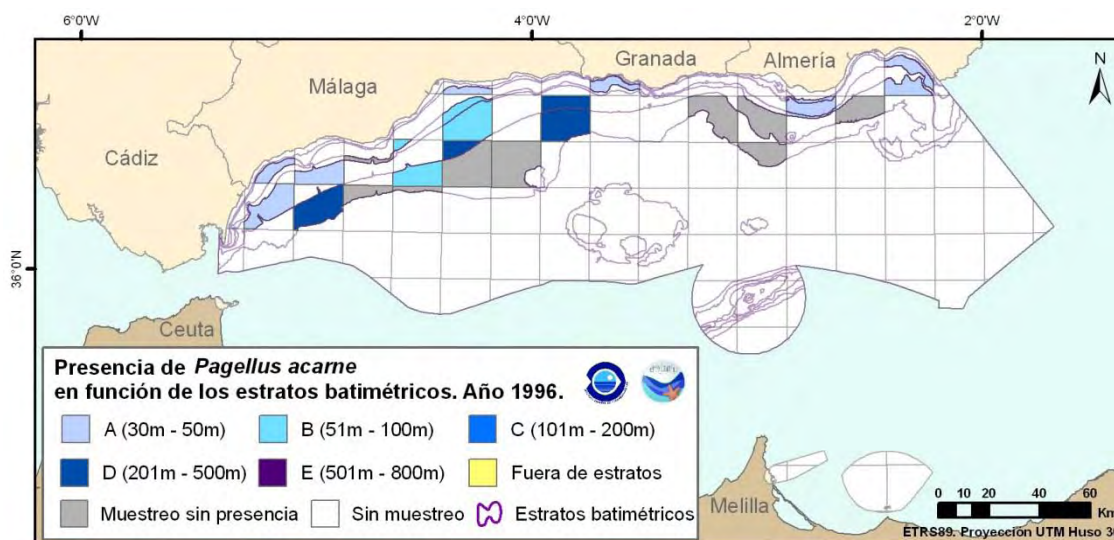 6°0'W 4°0'W 2°0'W
Granada Almería
N
Málaga
Cádiz
36°0'N
Ceuta
Presencia de Pagellus acarne
en función de los estratos batimétricos. Año 1996.
A (30m - 50m) B (51m - 100m) C (101m - 200m)
D (201m - 500m) E (501m - 800m) Fuera de estratos
Muestreo sin presencia Sin muestreo Estratos batimétricos
Melilla
0 10 20 40 60
Km
ETRS89. Proyección UTM Huso 30